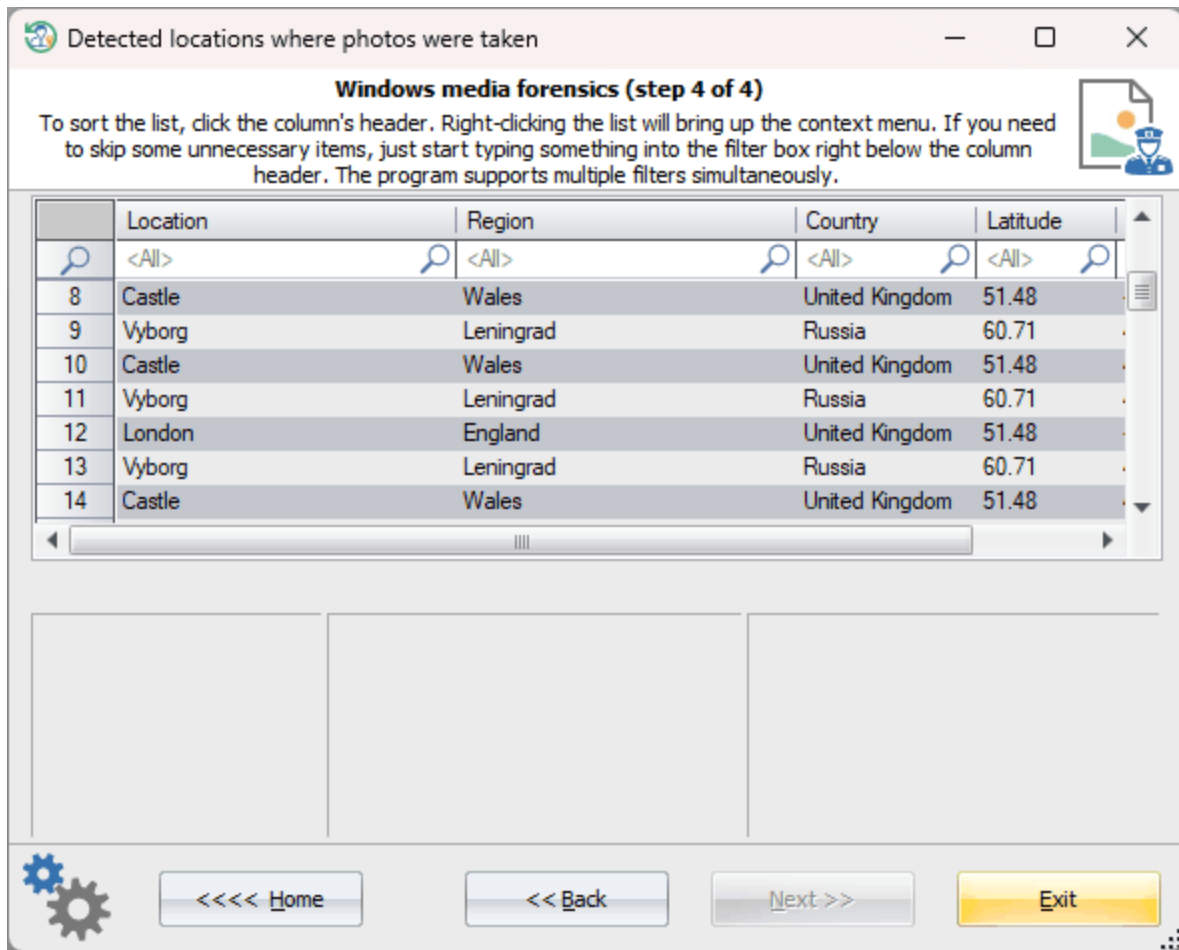 Detected locations where photos were taken
Windows media forensics (step 4 of 4)
To sort the list, click the column's header. Right-clicking the list will bring up the context menu. If you need
to skip some unnecessary items, just start typing something into the filter box right below the column
header. The program supports multiple filters simultaneously.
Location Region Country Latitude
<All> <All> <All> <All>
8 Castle Wales United Kingdom 51.48
9 Vyborg Leningrad Russia 60.71
10 Castle Wales United Kingdom 51.48
11 Vyborg Leningrad Russia 60.71
12 London England United Kingdom 51.48
13 Vyborg Leningrad Russia 60.71
14 Castle Wales United Kingdom 51.48
<<<< Home << Back Next >> Exit